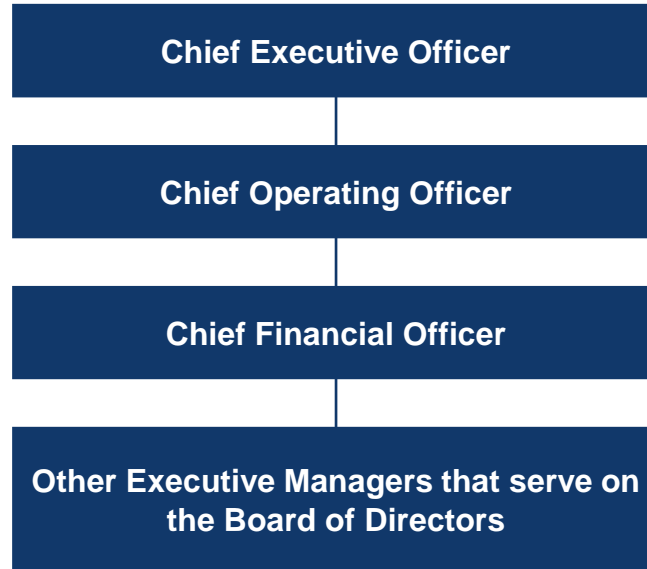 Chief Executive Officer
Chief Operating Officer
Chief Financial Officer
Other Executive Managers that serve on
the Board of Directors